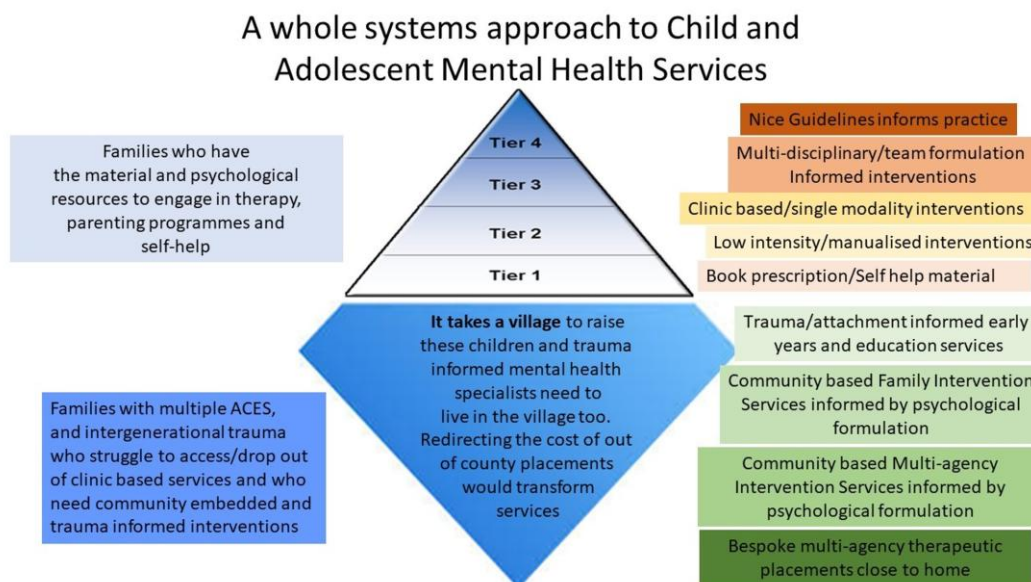 A whole systems approach to Child and
Adolescent Mental Health Services
Families who have
the material and psychological
resources to engage in therapy,
parenting programmes and
self-help
Tier 4
Tier 3
Tier 2
Tier 1
Nice Guidelines informs practice
Multi-disciplinary/team formulation
Informed interventions
Clinic based/single modality interventions
Low intensity/manualised interventions
Book prescription/Self help material
Families with multiple ACES,
and intergenerational trauma
who struggle to access/drop out
of clinic based services and who
need community embedded and
trauma informed interventions
It takes a village to raise
these children and trauma
informed mental health
specialists need to
live in the village too.
Redirecting the cost of out
of county placements
would transform
services
Trauma/attachment informed early
years and education services
Community based Family Intervention
Services informed by psychological
formulation
Community based Multi-agency
Intervention Services informed by
psychological formulation
Bespoke multi-agency therapeutic
placements close to home